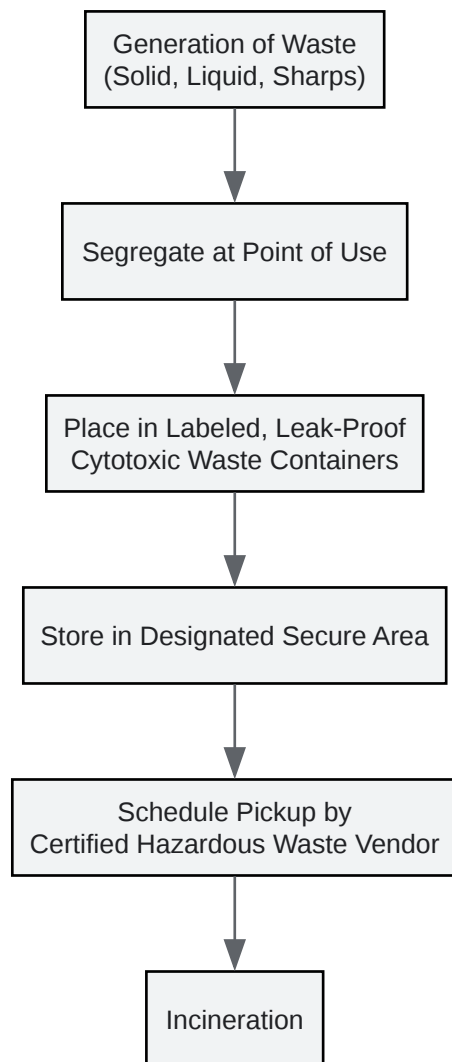 Generation of Waste
(Solid, Liquid, Sharps)
Segregate at Point of Use
Place in Labeled, Leak-Proof
Cytotoxic Waste Containers
Store in Designated Secure Area
Schedule Pickup by
Certified Hazardous Waste Vendor
Incineration